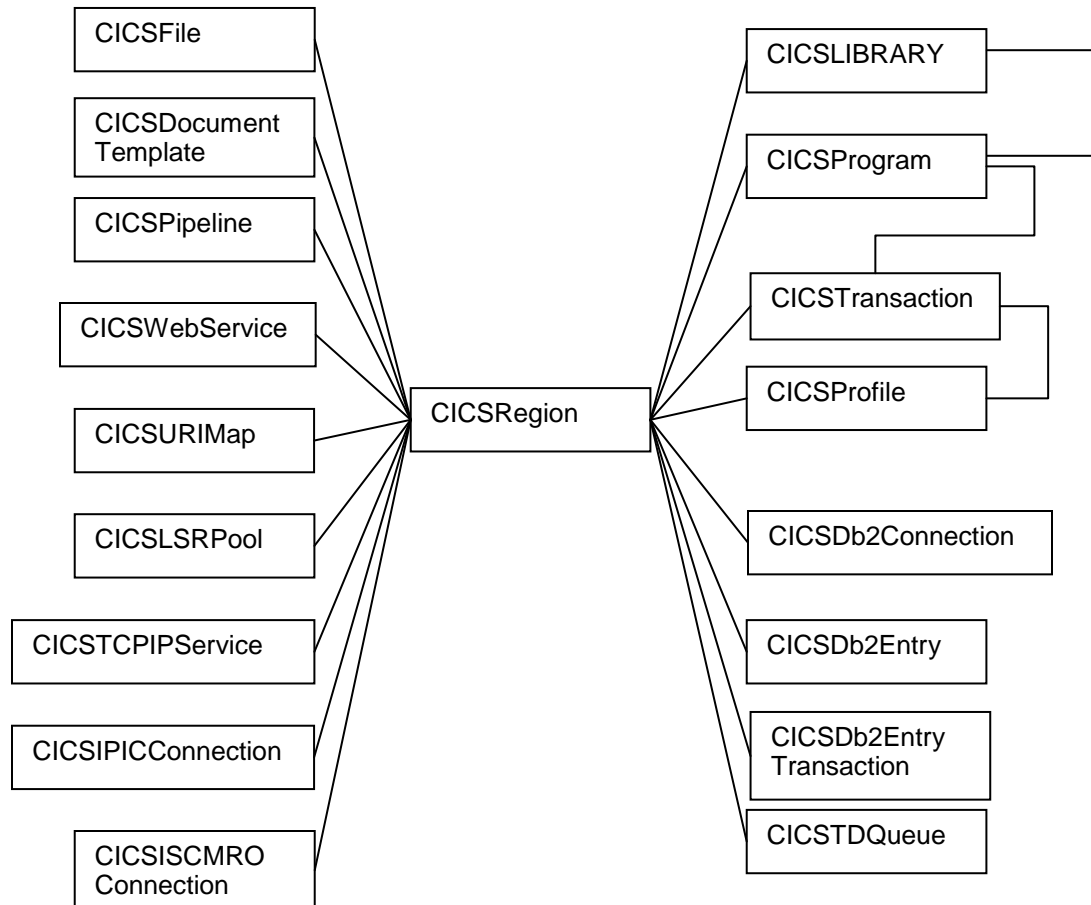 CICSFile
CICSDocument
Template
CICSPipeline
CICSWebService
CICSURIMap
CICSLSRPool
CICSTCPIPService
CICSIPICConnection
CICSISCMRO
Connection
CICSRegion
CICSLIBRARY
CICSProgram
CICSTransaction
CICSProfile
CICSDb2Connection
CICSDb2Entry
CICSDb2Entry
Transaction
CICSTDQueue